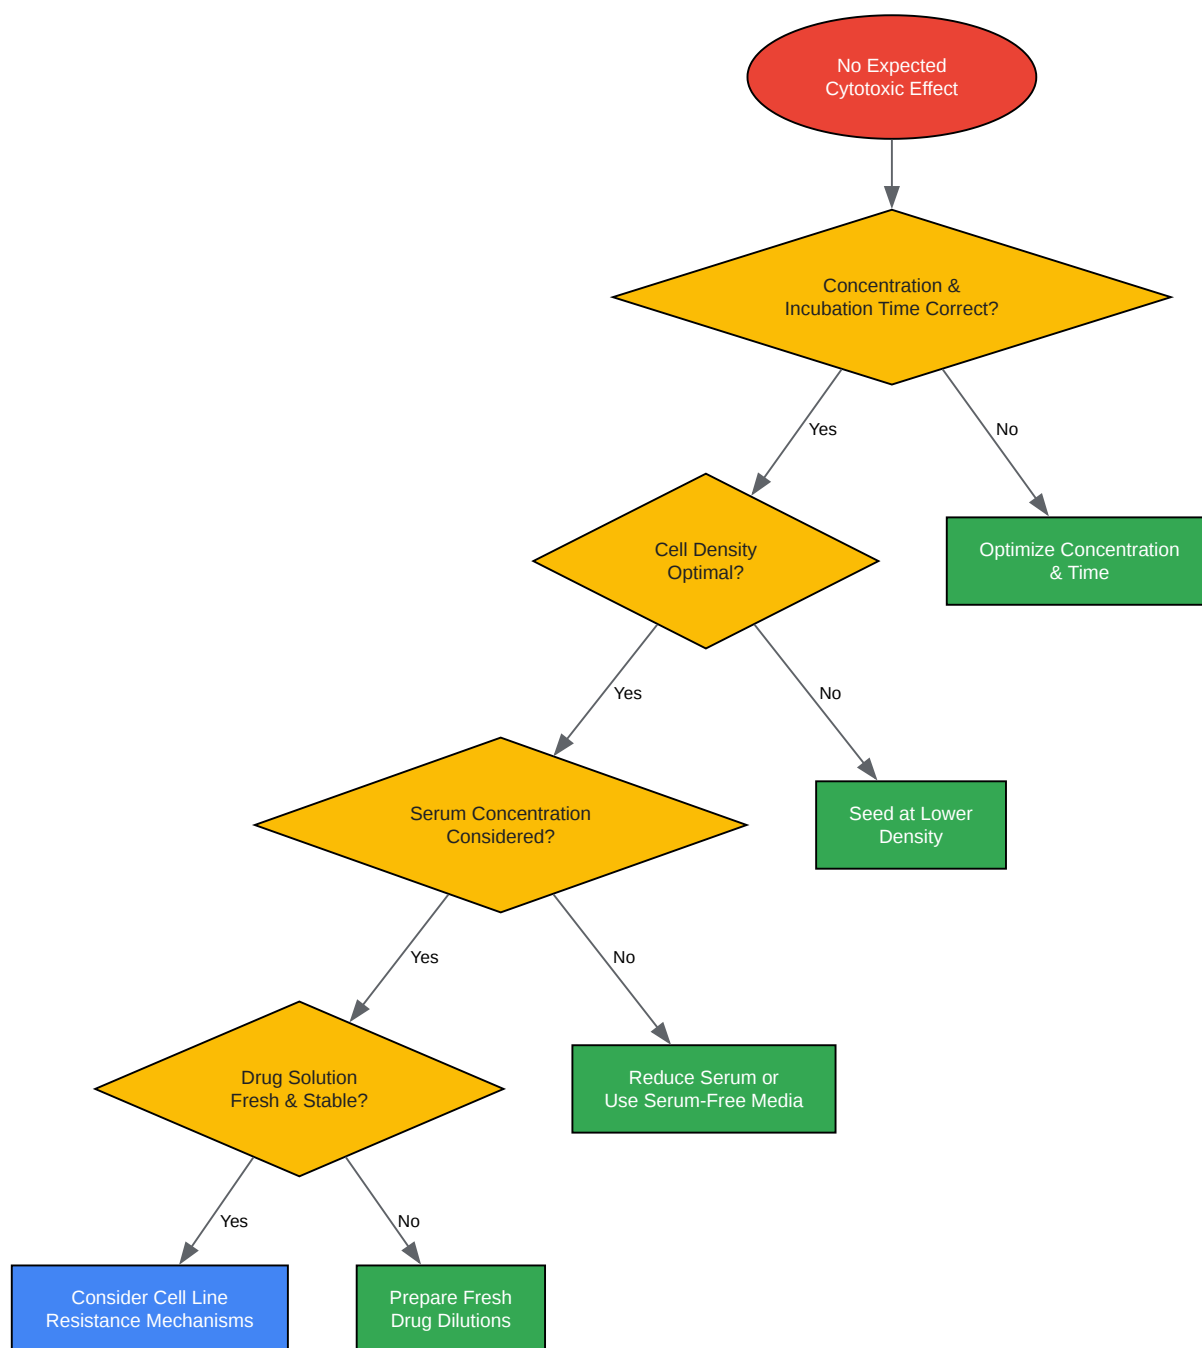 No Expected
Cytotoxic Effect
Concentration &
Incubation Time Correct?
Yes
No
Cell Density
Optimal?
Optimize Concentration
& Time
Yes
No
Serum Concentration
Considered?
Seed at Lower
Density
Yes
No
Drug Solution
Fresh & Stable?
Reduce Serum or
Use Serum-Free Media
Yes
No
Consider Cell Line
Resistance Mechanisms
Prepare Fresh
Drug Dilutions